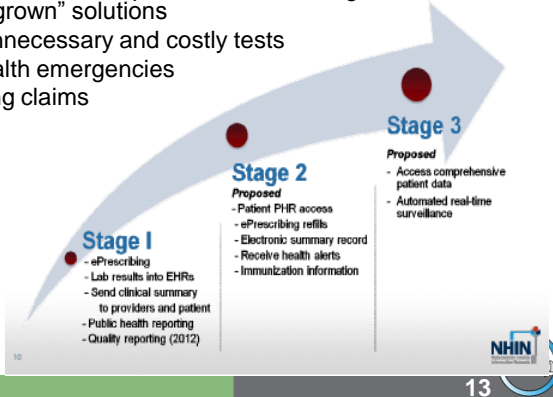 grown” solutions
nnecessary and costly tests
alth emergencies
ng claims
Stage 3
Proposed
- Access comprehensive
patient data
- Automated real-time
surveillance
Stage 2
Proposed
- Patient PHR access
- ePrescribing refills
- Electronic summary record
- Receive health alerts
- Immunization information
Stage I
- ePrescribing
- Lab results into EHRs
- Send clinical summary
to providers and patient
- Public health reporting
- Quality reporting (2012)
10
NHIN
13